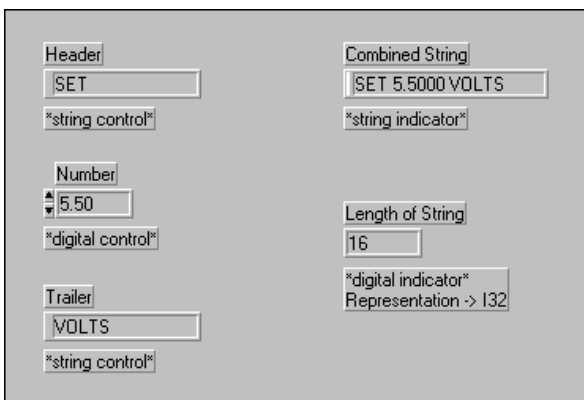 Header
SET
*string control*
Number
5.50
*digital control*
Trailer
VOLTS
*string control*
Combined String
SET 5.5000 VOLTS
*string indicator*
Length of String
16
*digital indicator*
Representation -> I32